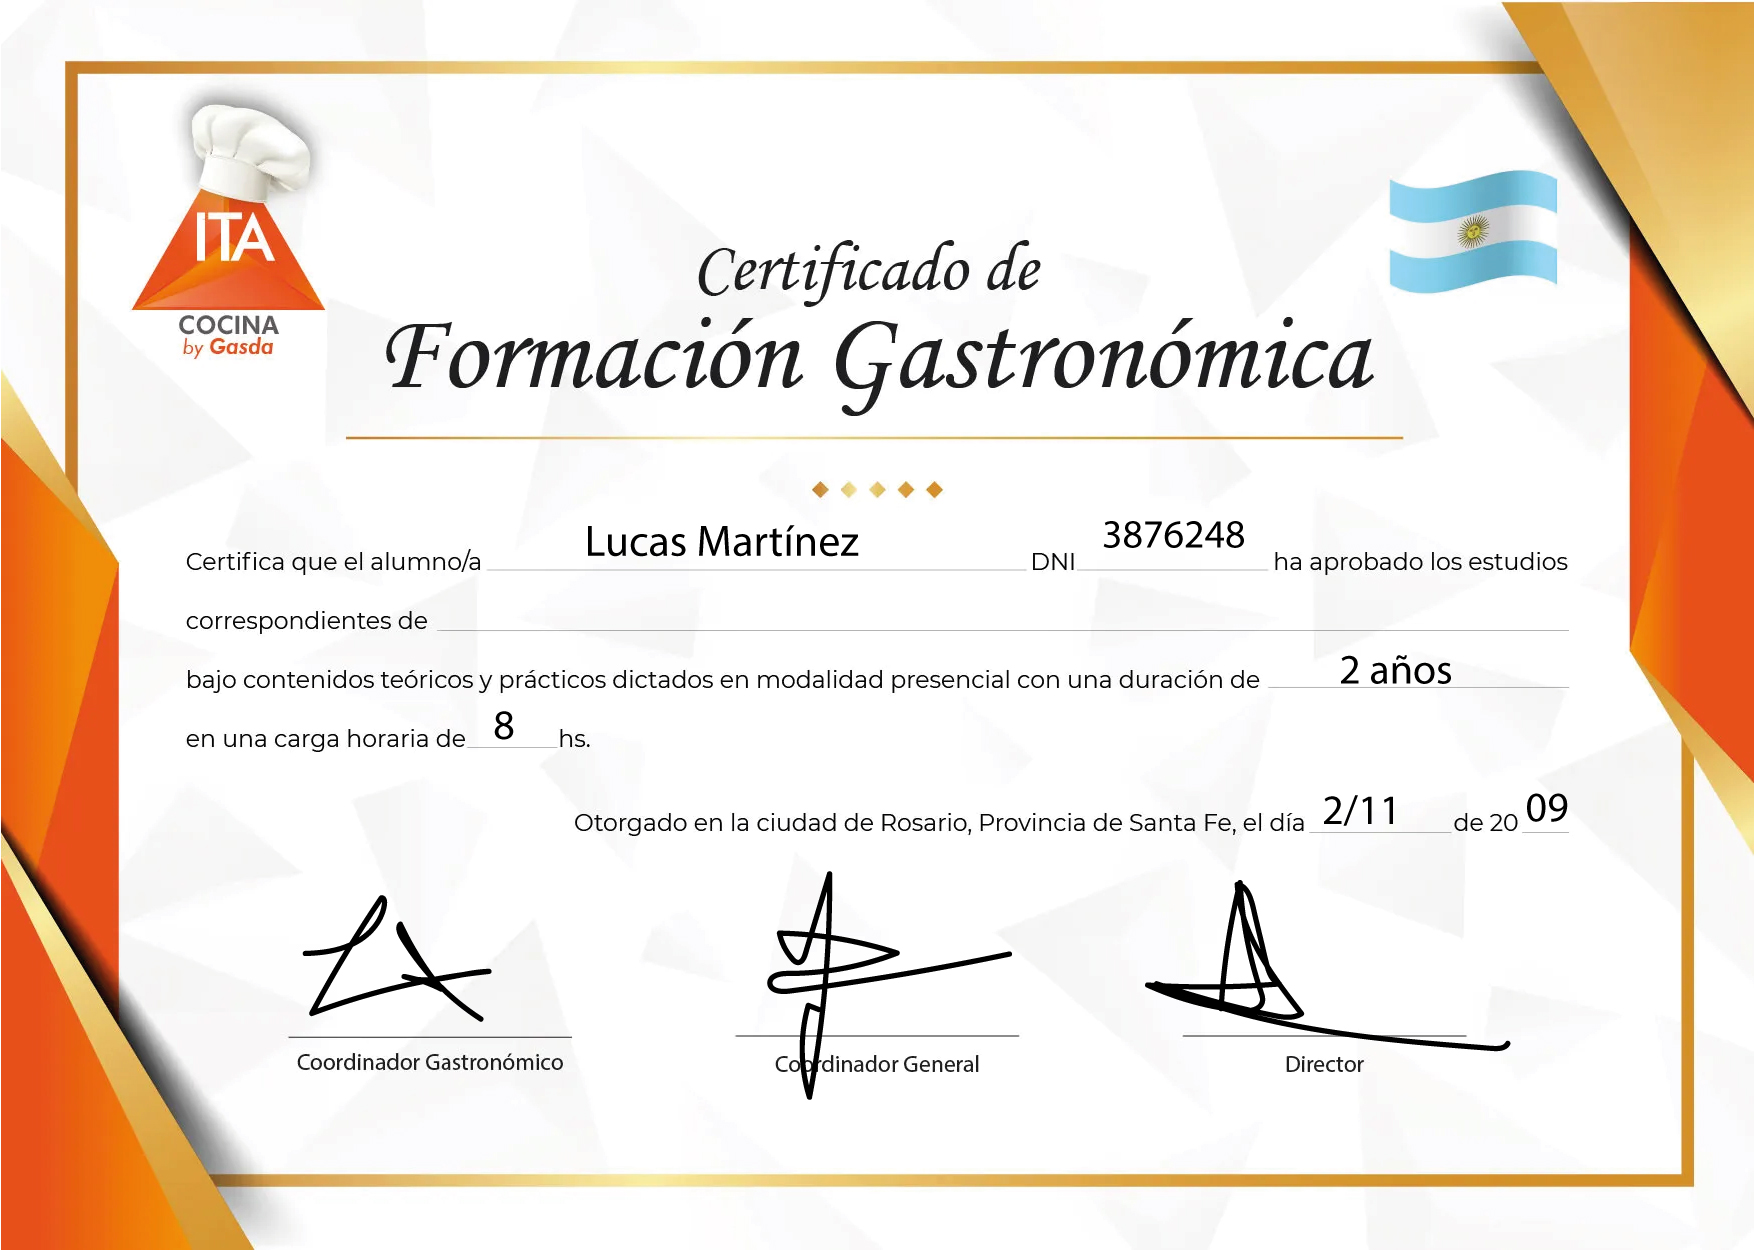 ITA
COCINA
by Gasda
Certificado de
Formación Gastronómica
Certifica que el alumno/a Lucas Martínez DNI 3876248 ha aprobado los estudios
correspondientes de
bajo contenidos teóricos y prácticos dictados en modalidad presencial con una duración de 2 años
en una carga horaria de 8 hs.
Otorgado en la ciudad de Rosario, Provincia de Santa Fe, el día 2/11 de 20 09
Coordinador Gastronómico Coordinador General Director